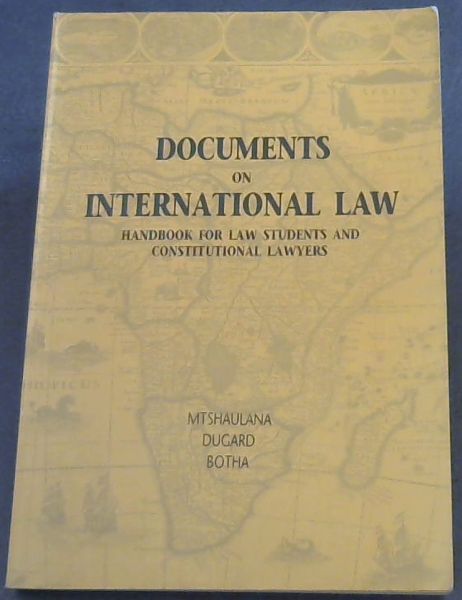 DOCUMENTS
ON
INTERNATIONAL LAW
HANDBOOK FOR LAW STUDENTS AND
CONSTITUTIONAL LAWYERS
MTSHAULANA
DUGARD
BOTHA